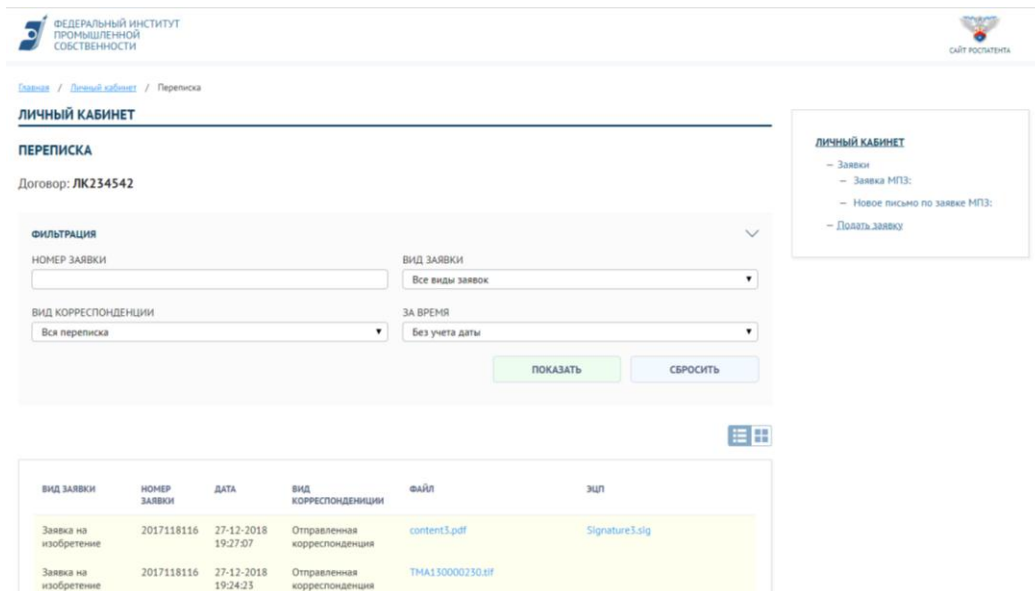 ФЕДЕРАЛЬНЫЙ ИНСТИТУТ
ПРОМЫШЛЕННОЙ
СОБСТВЕННОСТИ
САЙТ РОСПАТЕНТА
Главная / Личный кабинет / Переписка
ЛИЧНЫЙ КАБИНЕТ
ПЕРЕПИСКА
Договор: ЛК234542
ФИЛЬТРАЦИЯ
НОМЕР ЗАЯВКИ
ВИД ЗАЯВКИ
Все виды заявок
ВИД КОРРЕСПОНДЕНЦИИ
ЗА ВРЕМЯ
Вся переписка
Без учета даты
ПОКАЗАТЬ
СБРОСИТЬ
ЛИЧНЫЙ КАБИНЕТ
— Заявки
— Заявка МПЗ:
— Новое письмо по заявке МПЗ:
— Подать заявку
ВИД ЗАЯВКИ
НОМЕР
ЗАЯВКИ
ДАТА
ВИД
КОРРЕСПОНДЕНИЦИИ
ФАЙЛ
ЭЦП
Заявка на
изобретение
2017118116
27-12-2018
19:27:07
Отправленная
корреспонденция
content3.pdf
Signature3.sig
Заявка на
изобретение
2017118116
27-12-2018
19:24:23
Отправленная
корреспонденция
TMA130000230.tif